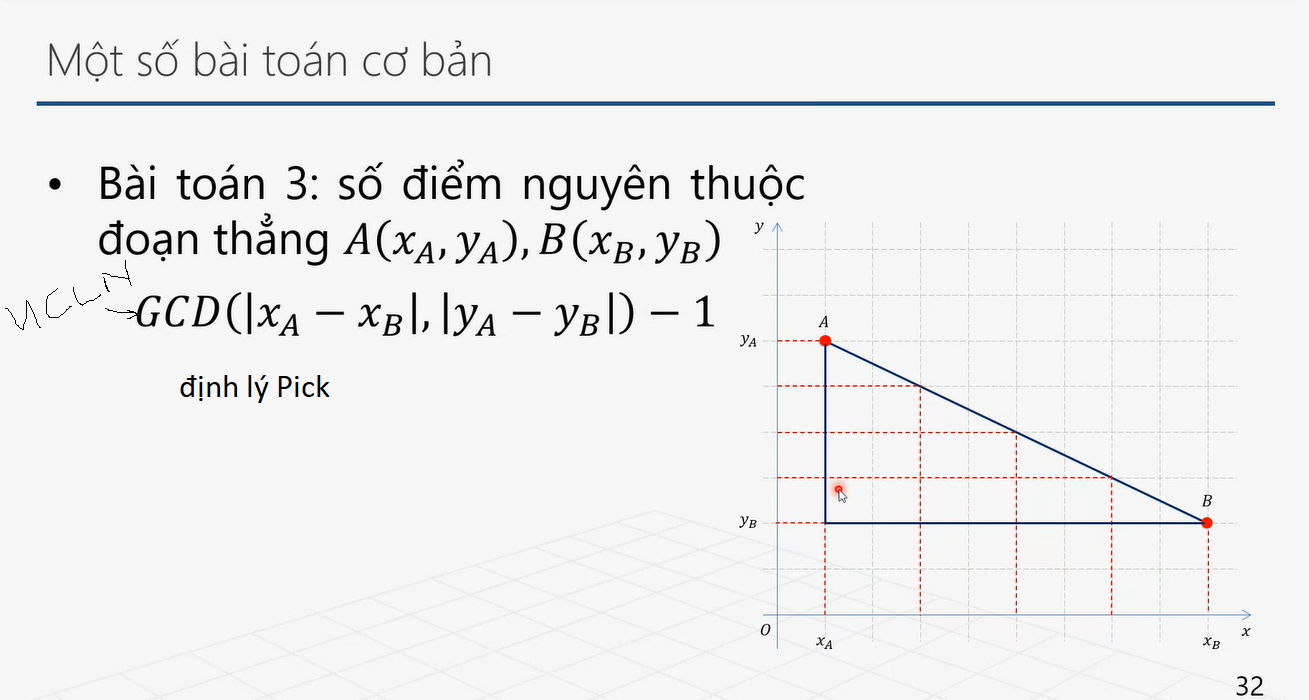 Một số bài toán cơ bản
• Bài toán 3: số điểm nguyên thuộc
đoạn thẳng A(x_A, y_A), B(x_B, y_B)
UCLN
GCD(|x_A − x_B|, |y_A − y_B|) − 1
định lý Pick
y
A
y_A
B
y_B
O
x_A
x_B
x
32